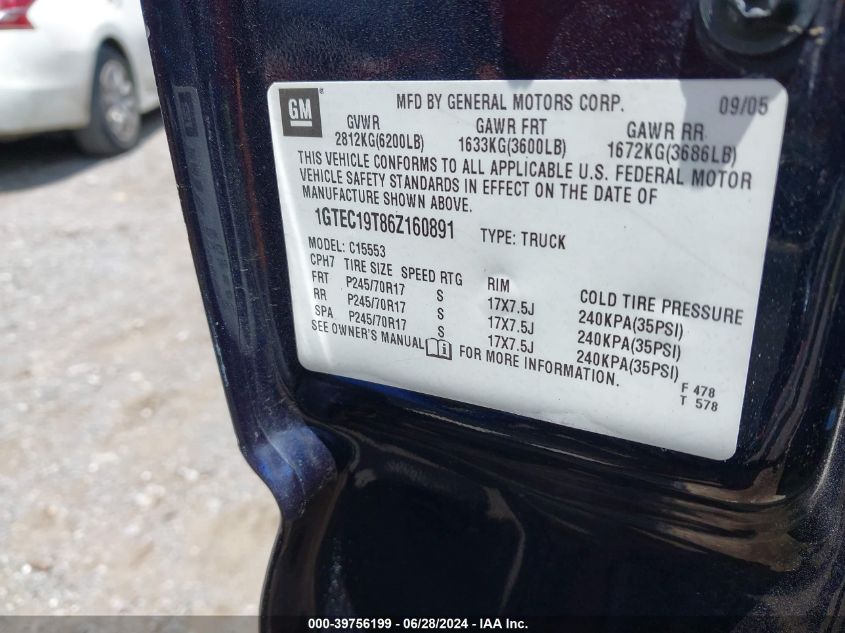 GM
MFD BY GENERAL MOTORS CORP. 09/05
GVWR GAWR FRT GAWR RR
2812KG(6200LB) 1633KG(3600LB) 1672KG(3686LB)
THIS VEHICLE CONFORMS TO ALL APPLICABLE U.S. FEDERAL MOTOR
VEHICLE SAFETY STANDARDS IN EFFECT ON THE DATE OF
MANUFACTURE SHOWN ABOVE.
1GTEC19T86Z160891 TYPE: TRUCK
MODEL: C15553
CPH7 TIRE SIZE SPEED RTG RIM COLD TIRE PRESSURE
FRT P245/70R17 S 17X7.5J 240KPA(35PSI)
RR P245/70R17 S 17X7.5J 240KPA(35PSI)
SPA P245/70R17 S 17X7.5J 240KPA(35PSI)
SEE OWNER'S MANUAL FOR MORE INFORMATION.
F 478
T 578
000-39756199 - 06/28/2024 - IAA Inc.